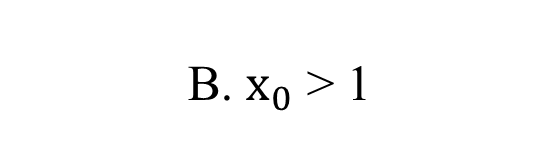 B. x₀ > 1